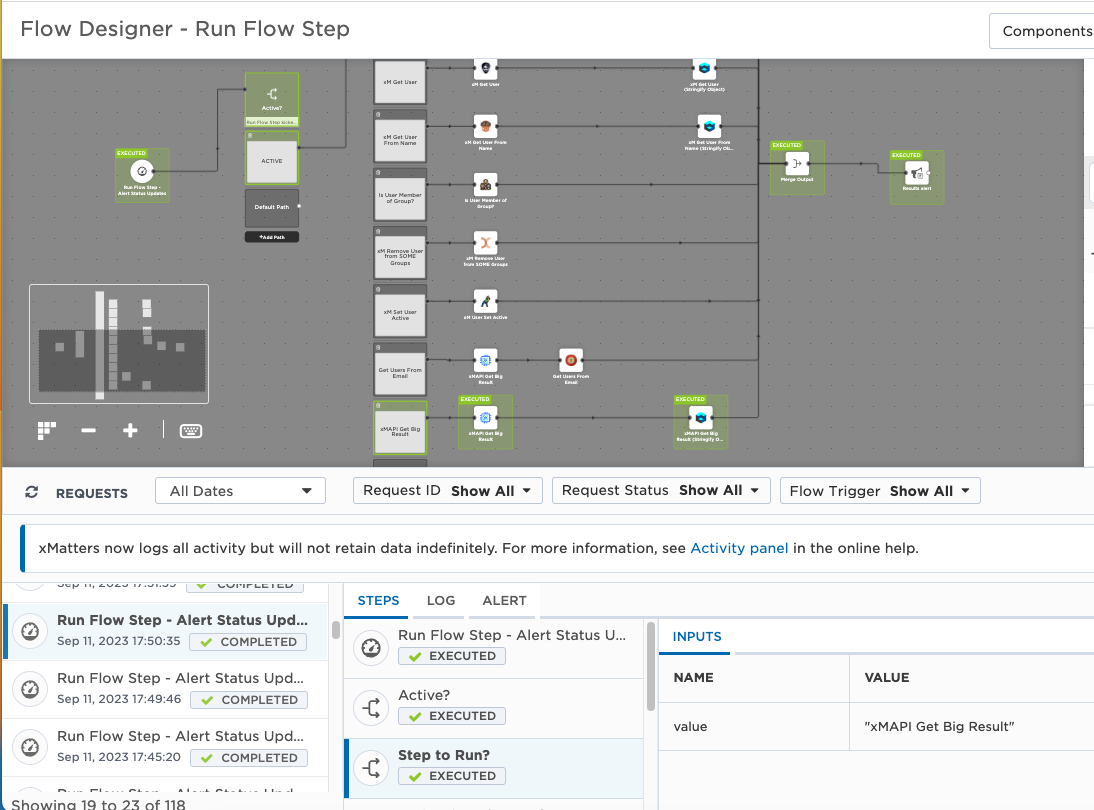 Flow Designer - Run Flow Step
Components
Active?
Run Flow Step kicke...
ACTIVE
Default Path
+Add Path
EXECUTED
Run Flow Step -
Alert Status Updates
xM Get User
xM Get User
xM Get User
(Stringify Object)
xM Get User
From Name
xM Get User From
Name
xM Get User From
Name (Stringify Ob...
Is User Member
of Group?
Is User Member of
Group?
xM Remove User
from SOME
Groups
xM Remove User
from SOME Groups
xM Set User
Active
xM User Set Active
Get Users From
Email
xMAPI Get Big
Result
Get Users From
Email
xMAPI Get Big
Result
EXECUTED
xMAPI Get Big
Result
EXECUTED
xMAPI Get Big
Result (Stringify O...
EXECUTED
Merge Output
EXECUTED
Results alert
REQUESTS
All Dates
Request ID Show All
Request Status Show All
Flow Trigger Show All
xMatters now logs all activity but will not retain data indefinitely. For more information, see Activity panel in the online help.
Sep 11, 2023 17:51:39 COMPLETED
Run Flow Step - Alert Status Upd...
Sep 11, 2023 17:50:35 COMPLETED
Run Flow Step - Alert Status Upd...
Sep 11, 2023 17:49:46 COMPLETED
Run Flow Step - Alert Status Upd...
Sep 11, 2023 17:45:20 COMPLETED
Run Flow Step - Alert Status Upd...
Showing 19 to 23 of 118
STEPS LOG ALERT
Run Flow Step - Alert Status U...
EXECUTED
Active?
EXECUTED
Step to Run?
EXECUTED
INPUTS
NAME VALUE
value "xMAPI Get Big Result"